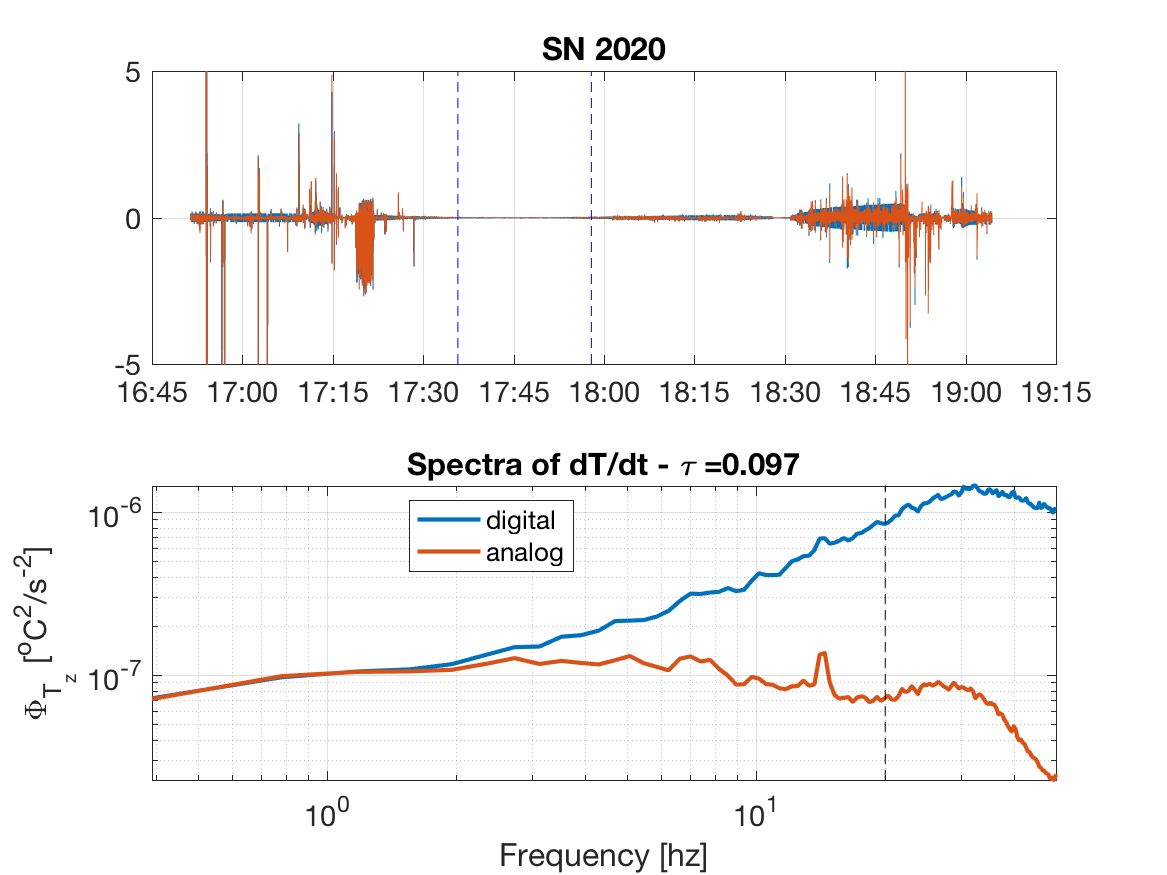 SN 2020
5
0
-5
16:45 17:00 17:15 17:30 17:45 18:00 18:15 18:30 18:45 19:00 19:15
Spectra of dT/dt - τ =0.097
digital
analog
10⁻⁶
10⁻⁷
Φ_T_z [°C²/s⁻²]
10⁰ 10¹
Frequency [hz]